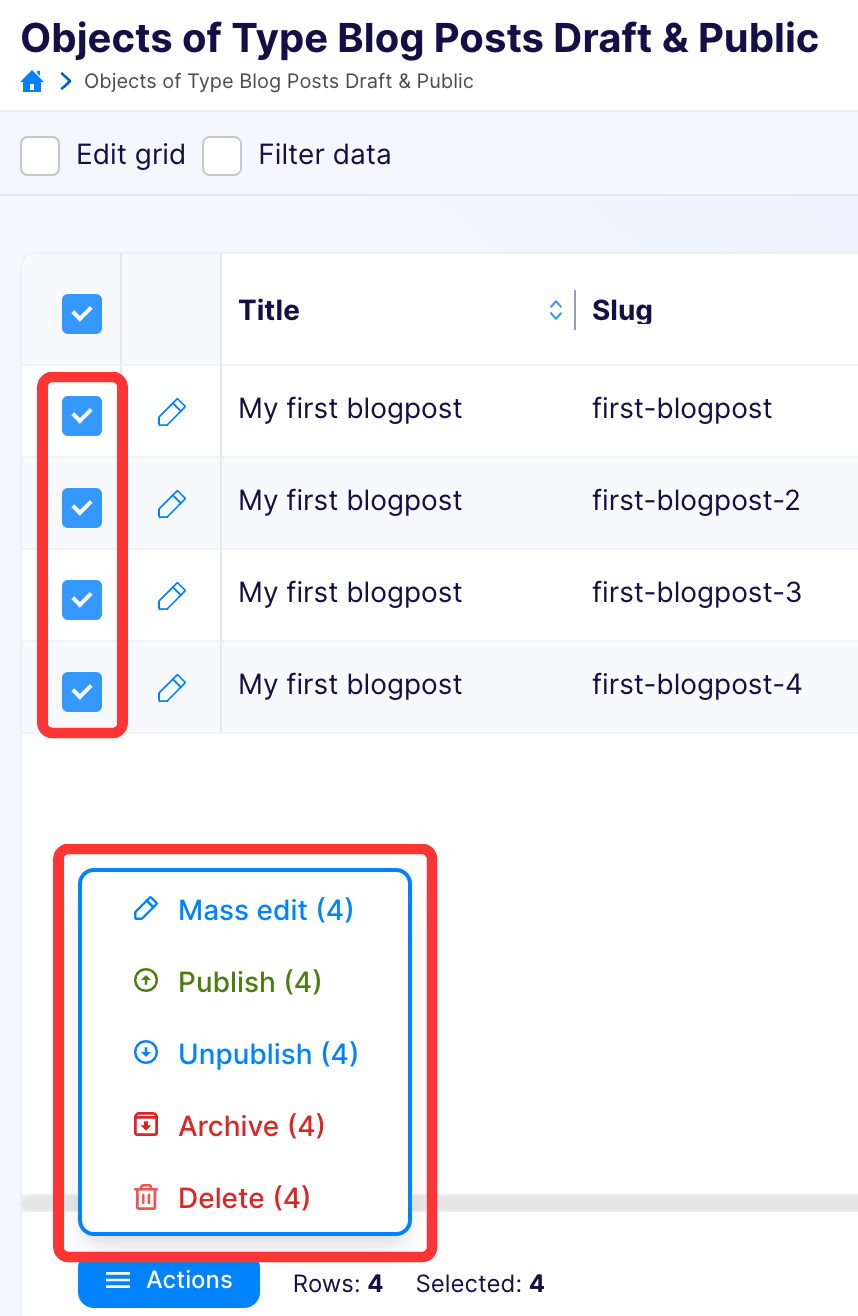 Objects of Type Blog Posts Draft & Public
Objects of Type Blog Posts Draft & Public
Edit grid Filter data
Title Slug
My first blogpost first-blogpost
My first blogpost first-blogpost-2
My first blogpost first-blogpost-3
My first blogpost first-blogpost-4
Mass edit (4)
Publish (4)
Unpublish (4)
Archive (4)
Delete (4)
Actions Rows: 4 Selected: 4